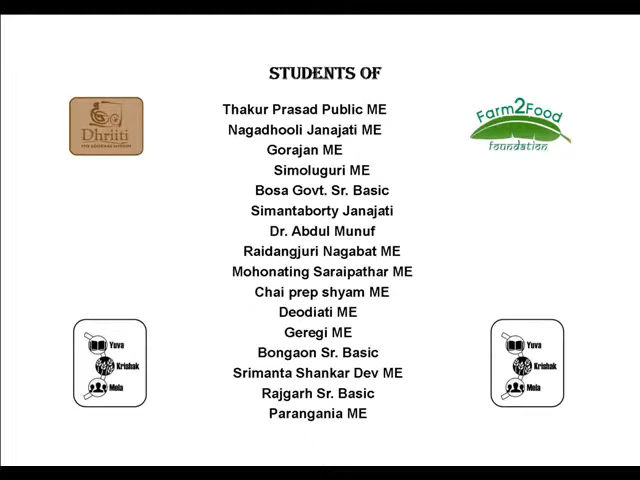 STUDENTS OF
Thakur Prasad Public ME
Nagadhooli Janajati ME
Gorajan ME
Simoluguri ME
Bosa Govt. Sr. Basic
Simantaborty Janajati
Dr. Abdul Munuf
Raidangjuri Nagabat ME
Mohonating Saraipathar ME
Chai prep shyam ME
Deodiati ME
Geregi ME
Bongaon Sr. Basic
Srimanta Shankar Dev ME
Rajgarh Sr. Basic
Parangania ME
Dhriiti
Farm2Food
foundation
Yuva
Krishak
Mela
Yuva
Krishak
Mela